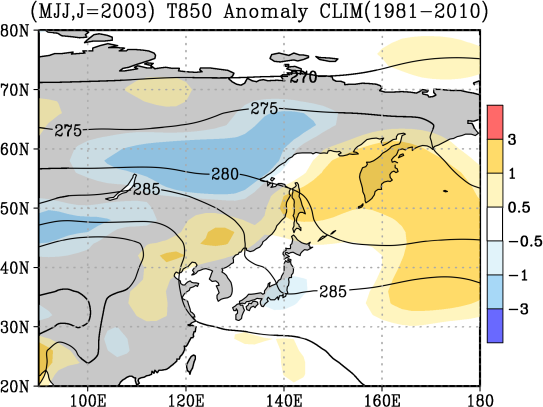 (MJJ,J=2003) T850 Anomaly CLIM(1981−2010)
80N
270
70N
275
275
3
60N
280
1
285
50N
0.5
−0.5
40N
−1
285
−3
30N
20N
100E 120E 140E 160E 180